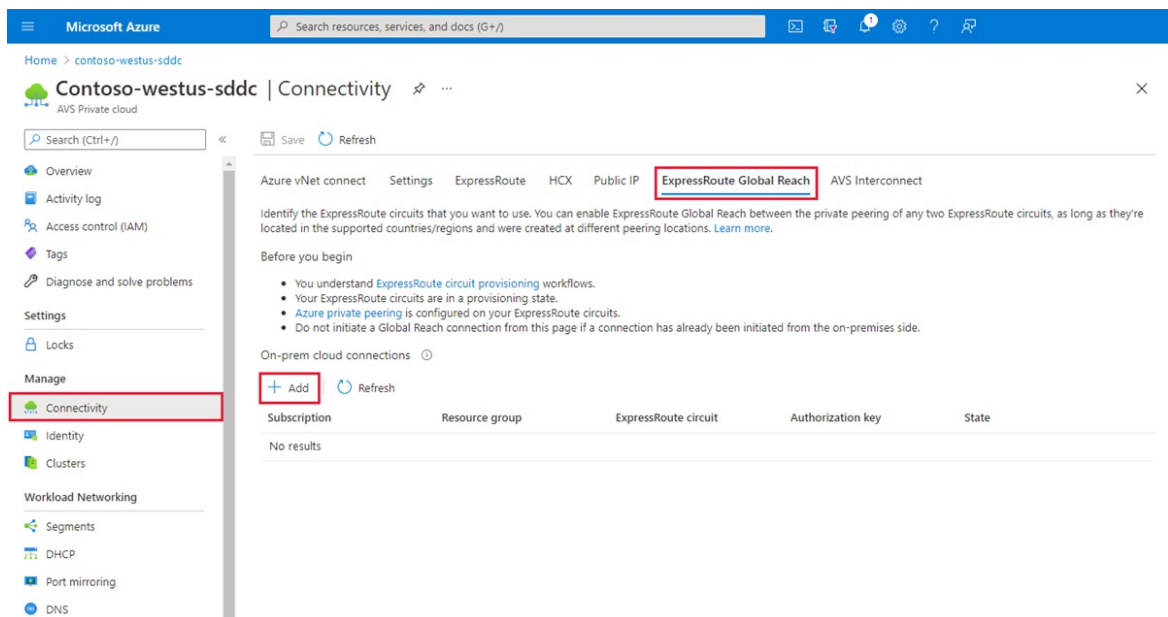 Microsoft Azure
Search resources, services, and docs (G+/)
1
Home > contoso-westus-sddc
Contoso-westus-sddc | Connectivity
AVS Private cloud
Search (Ctrl+/)
Overview
Activity log
Access control (IAM)
Tags
Diagnose and solve problems
Settings
Locks
Manage
Connectivity
Identity
Clusters
Workload Networking
Segments
DHCP
Port mirroring
DNS
Save Refresh
Azure vNet connect Settings ExpressRoute HCX Public IP ExpressRoute Global Reach AVS Interconnect
Identify the ExpressRoute circuits that you want to use. You can enable ExpressRoute Global Reach between the private peering of any two ExpressRoute circuits, as long as they're
located in the supported countries/regions and were created at different peering locations. Learn more.
Before you begin
• You understand ExpressRoute circuit provisioning workflows.
• Your ExpressRoute circuits are in a provisioning state.
• Azure private peering is configured on your ExpressRoute circuits.
• Do not initiate a Global Reach connection from this page if a connection has already been initiated from the on-premises side.
On-prem cloud connections
+ Add Refresh
Subscription Resource group ExpressRoute circuit Authorization key State
No results